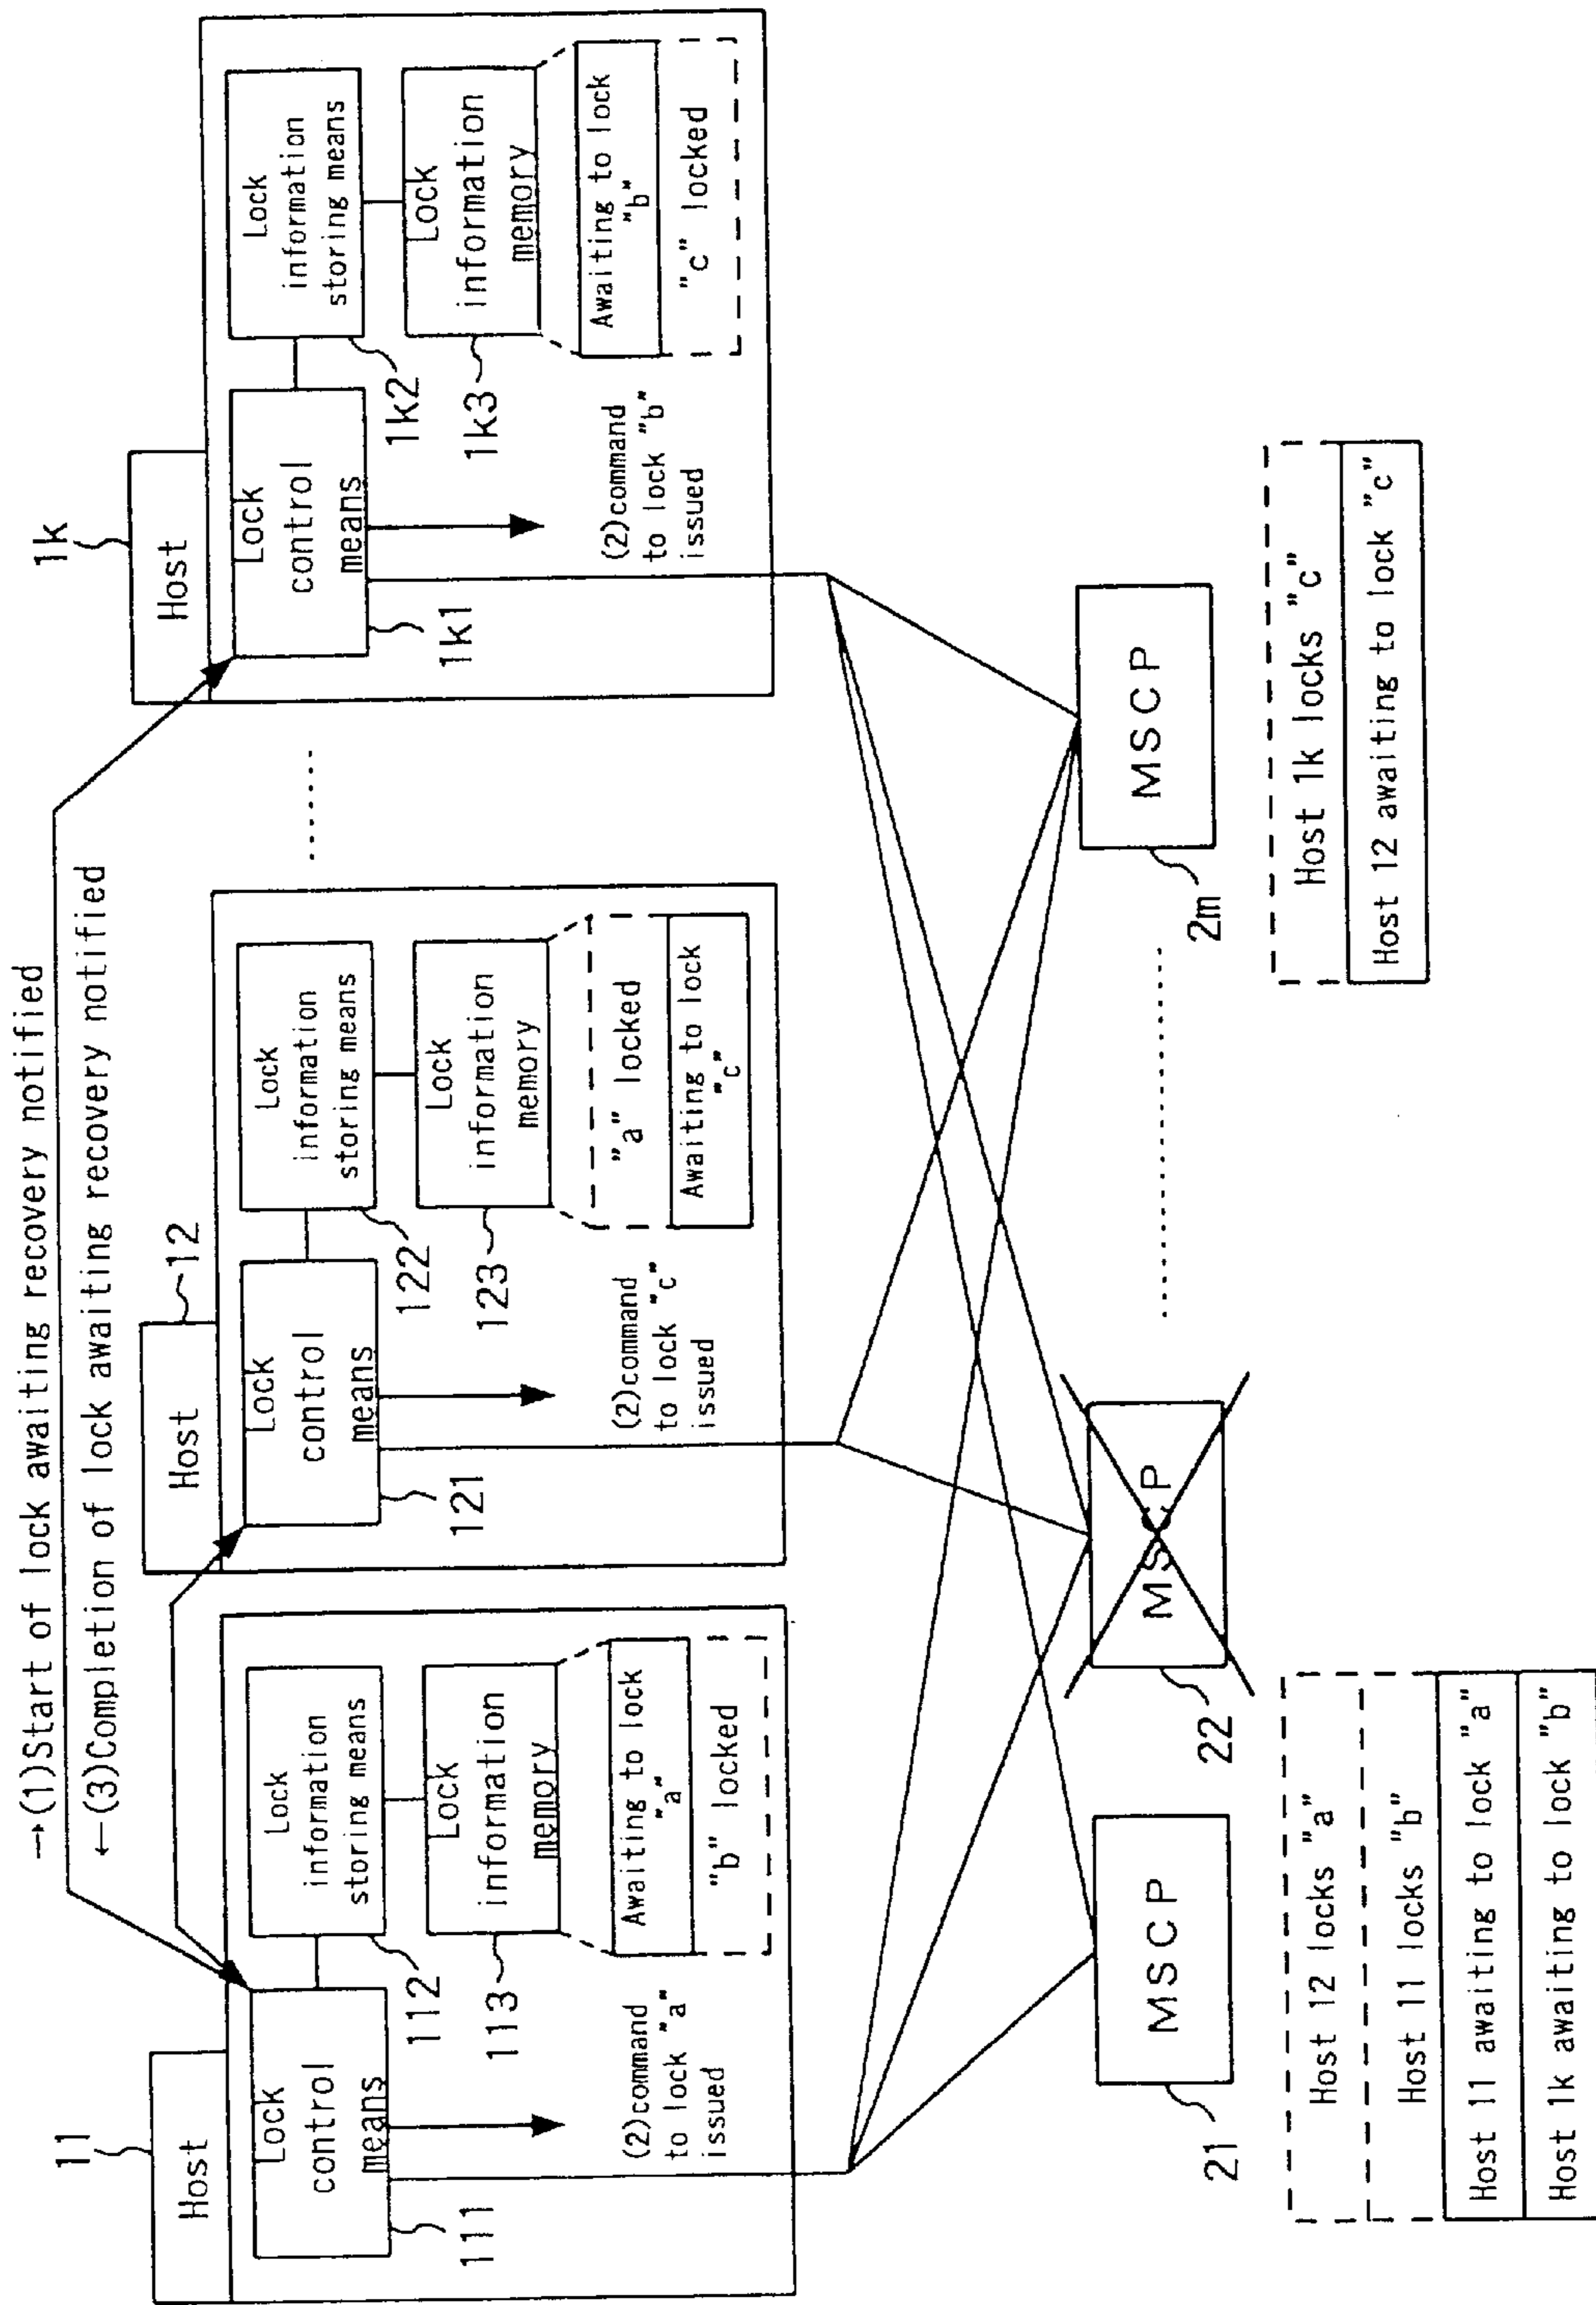 →(1)Start of lock awaiting recovery notified
←(3)Completion of lock awaiting recovery notified
11
Host
Lock
control
means
111
Lock
information
storing means
112
Lock
information
memory
113
Awaiting to lock
"a"
"b" locked
(2)command
to lock "a"
issued
12
Host
Lock
control
means
121
Lock
information
storing means
122
Lock
information
memory
123
"a" locked
Awaiting to lock
"c"
(2)command
to lock "c"
issued
.......
1k
Host
Lock
control
means
1k1
Lock
information
storing means
1k2
Lock
information
memory
1k3
Awaiting to lock
"b"
"c" locked
(2)command
to lock "b"
issued
MSCP
21
Host 12 locks "a"
Host 11 locks "b"
Host 11 awaiting to lock "a"
Host 1k awaiting to lock "b"
MSCP
22
MSCP
2m
Host 1k locks "c"
Host 12 awaiting to lock "c"